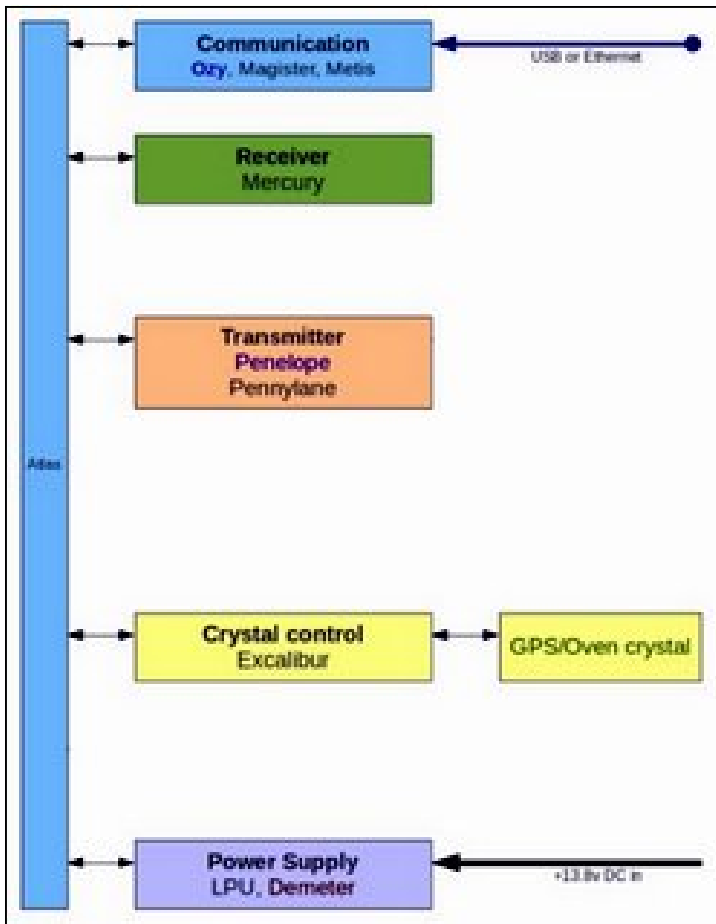 Communication
Ozy, Magister, Metis
USB or Ethernet
Receiver
Mercury
Transmitter
Penelope
Pennylane
Atlas
Crystal control
Excalibur
GPS/Oven crystal
Power Supply
LPU, Demeter
+13.8v DC in